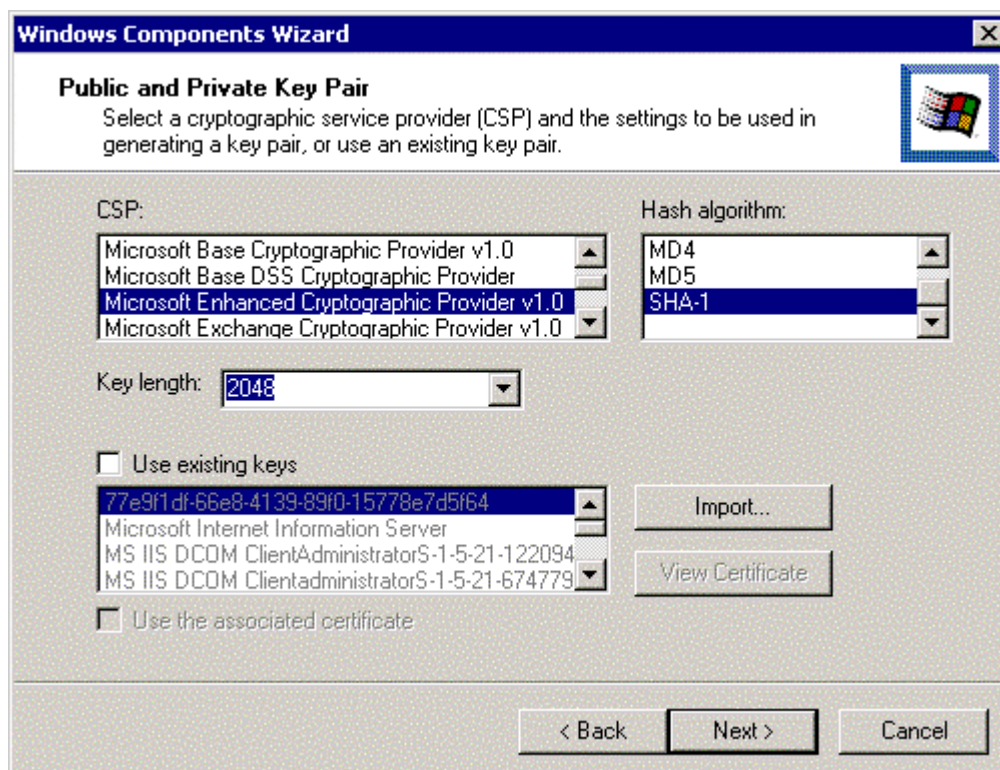 Windows Components Wizard
Public and Private Key Pair
Select a cryptographic service provider (CSP) and the settings to be used in
generating a key pair, or use an existing key pair.
CSP:
Hash algorithm:
Microsoft Base Cryptographic Provider v1.0
Microsoft Base DSS Cryptographic Provider
Microsoft Enhanced Cryptographic Provider v1.0
Microsoft Exchange Cryptographic Provider v1.0
MD4
MD5
SHA-1
Key length:
2048
Use existing keys
77e9f1df-66e8-4139-89f0-15778e7d5f64
Microsoft Internet Information Server
MS IIS DCOM ClientAdministratorS-1-5-21-122094
MS IIS DCOM ClientadministratorS-1-5-21-674779
Import...
View Certificate
Use the associated certificate
< Back
Next >
Cancel